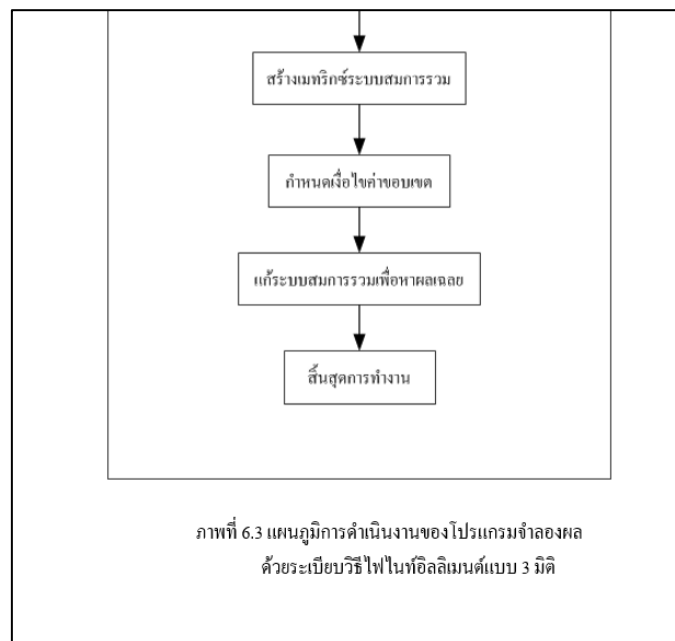 สร้างเมทริกซ์ระบบสมการรวม
กำหนดเงื่อไขค่าขอบเขต
แก้ระบบสมการรวมเพื่อหาผลเฉลย
สิ้นสุดการทำงาน
ภาพที่ 6.3 แผนภูมิการดำเนินงานของโปรแกรมจำลองผล
ด้วยระเบียบวิธีไฟไนท์อิลลิเมนต์แบบ 3 มิติ